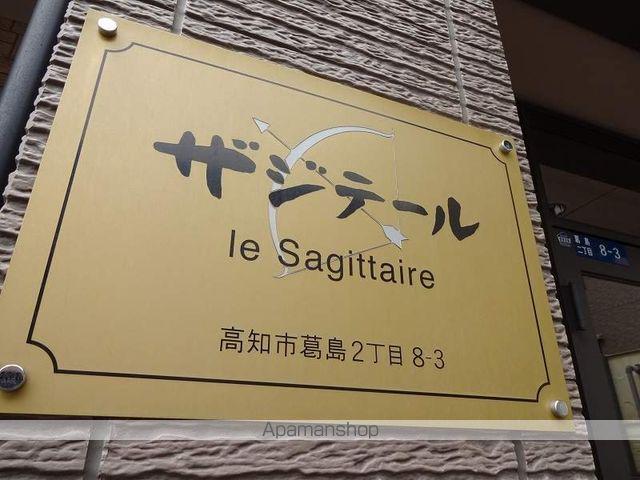 ザジテール
le Sagittaire
高知市葛島2丁目 8-3
葛島
二丁目 8-3
Apamanshop